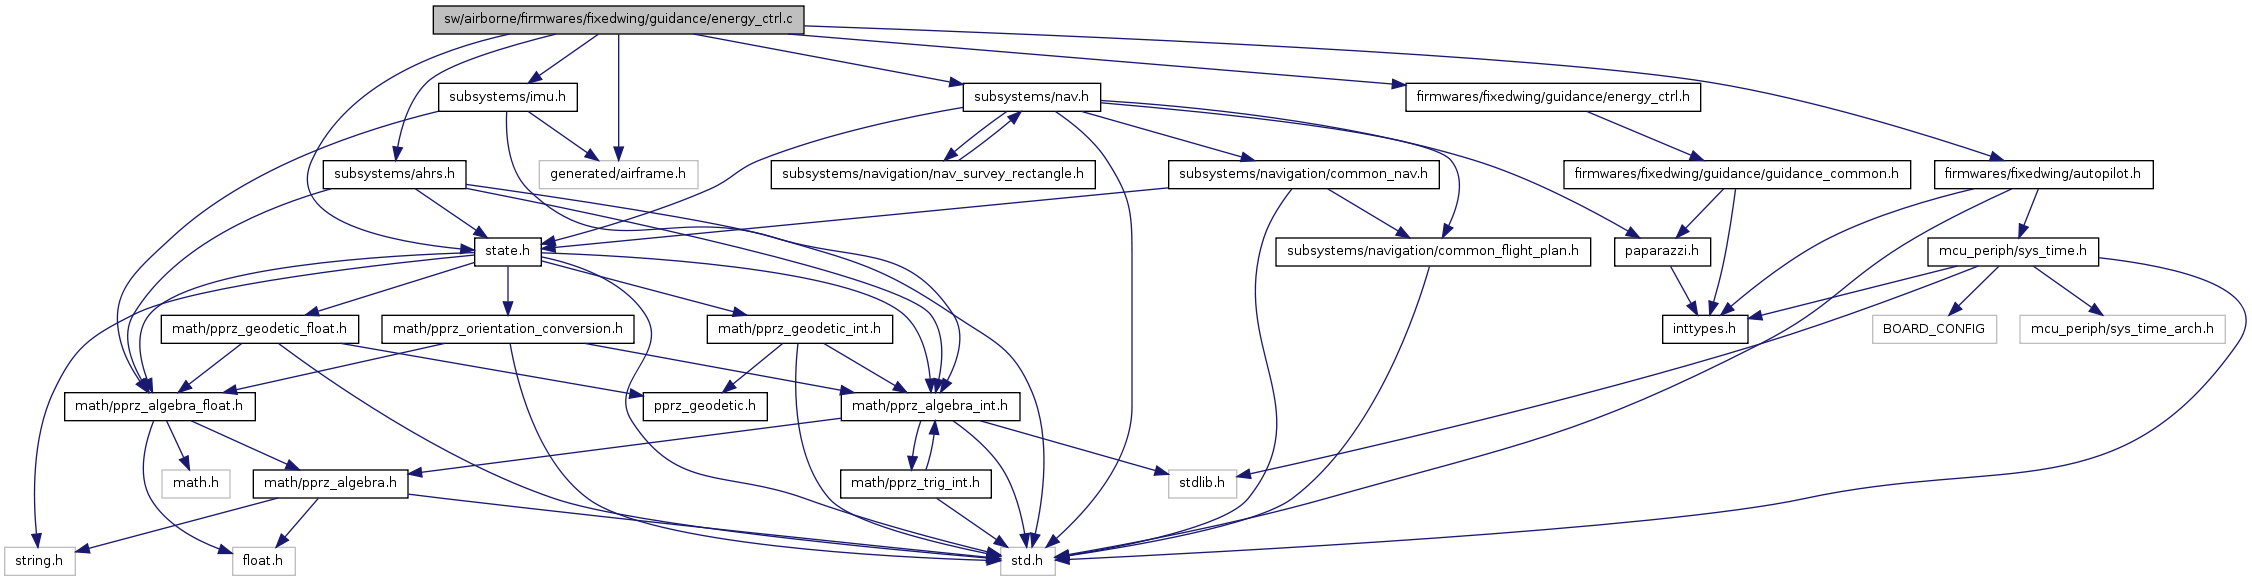 sw/airborne/firmwares/fixedwing/guidance/energy_ctrl.c
subsystems/imu.h
subsystems/nav.h
firmwares/fixedwing/guidance/energy_ctrl.h
subsystems/ahrs.h
generated/airframe.h
subsystems/navigation/nav_survey_rectangle.h
subsystems/navigation/common_nav.h
firmwares/fixedwing/guidance/guidance_common.h
firmwares/fixedwing/autopilot.h
state.h
subsystems/navigation/common_flight_plan.h
paparazzi.h
mcu_periph/sys_time.h
math/pprz_geodetic_float.h
math/pprz_orientation_conversion.h
math/pprz_geodetic_int.h
inttypes.h
BOARD_CONFIG
mcu_periph/sys_time_arch.h
math/pprz_algebra_float.h
pprz_geodetic.h
math/pprz_algebra_int.h
math.h
math/pprz_algebra.h
math/pprz_trig_int.h
stdlib.h
string.h
float.h
std.h